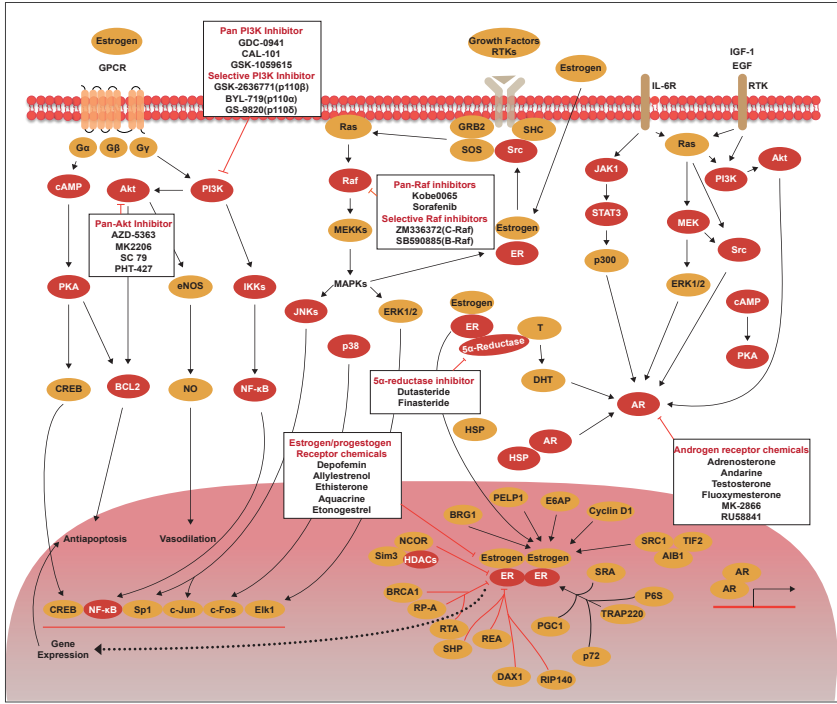 Estrogen
GPCR
Pan PI3K Inhibitor
GDC-0941
CAL-101
GSK-1059615
Selective PI3K Inhibitor
GSK-2636771(p110β)
BYL-719(p110α)
GS-9820(p110δ)
Growth Factors
RTKs
Estrogen
IGF-1
EGF
IL-6R
RTK
Gα
Gβ
Gγ
Ras
GRB2
SHC
SOS
Src
Ras
cAMP
Akt
PI3K
Raf
JAK1
PI3K
Akt
Pan-Akt Inhibitor
AZD-5363
MK2206
SC 79
PHT-427
Pan-Raf inhibitors
Kobe0065
Sorafenib
Selective Raf inhibitors
ZM336372(C-Raf)
SB590885(B-Raf)
MEKKs
Estrogen
ER
STAT3
MEK
Src
p300
PKA
eNOS
IKKs
MAPKs
ERK1/2
JNKs
ERK1/2
Estrogen
ER
5α-Reductase
T
cAMP
p38
PKA
CREB
BCL2
NO
NF-κB
5α-reductase inhibitor
Dutasteride
Finasteride
DHT
AR
HSP
AR
HSP
Estrogen/progestogen
Receptor chemicals
Depofemin
Allylestrenol
Ethisterone
Aquacrine
Etonogestrel
Androgen receptor chemicals
Adrenosterone
Andarine
Testosterone
Fluoxymesterone
MK-2866
RU58841
Antiapoptosis
Vasodilation
BRG1
PELP1
E6AP
Cyclin D1
NCOR
Sim3
HDACs
Estrogen
Estrogen
ER
ER
SRC1
TIF2
AIB1
SRA
AR
AR
BRCA1
RP-A
P6S
TRAP220
CREB
NF-κB
Sp1
c-Jun
c-Fos
Elk1
RTA
SHP
REA
PGC1
p72
Gene
Expression
DAX1
RIP140